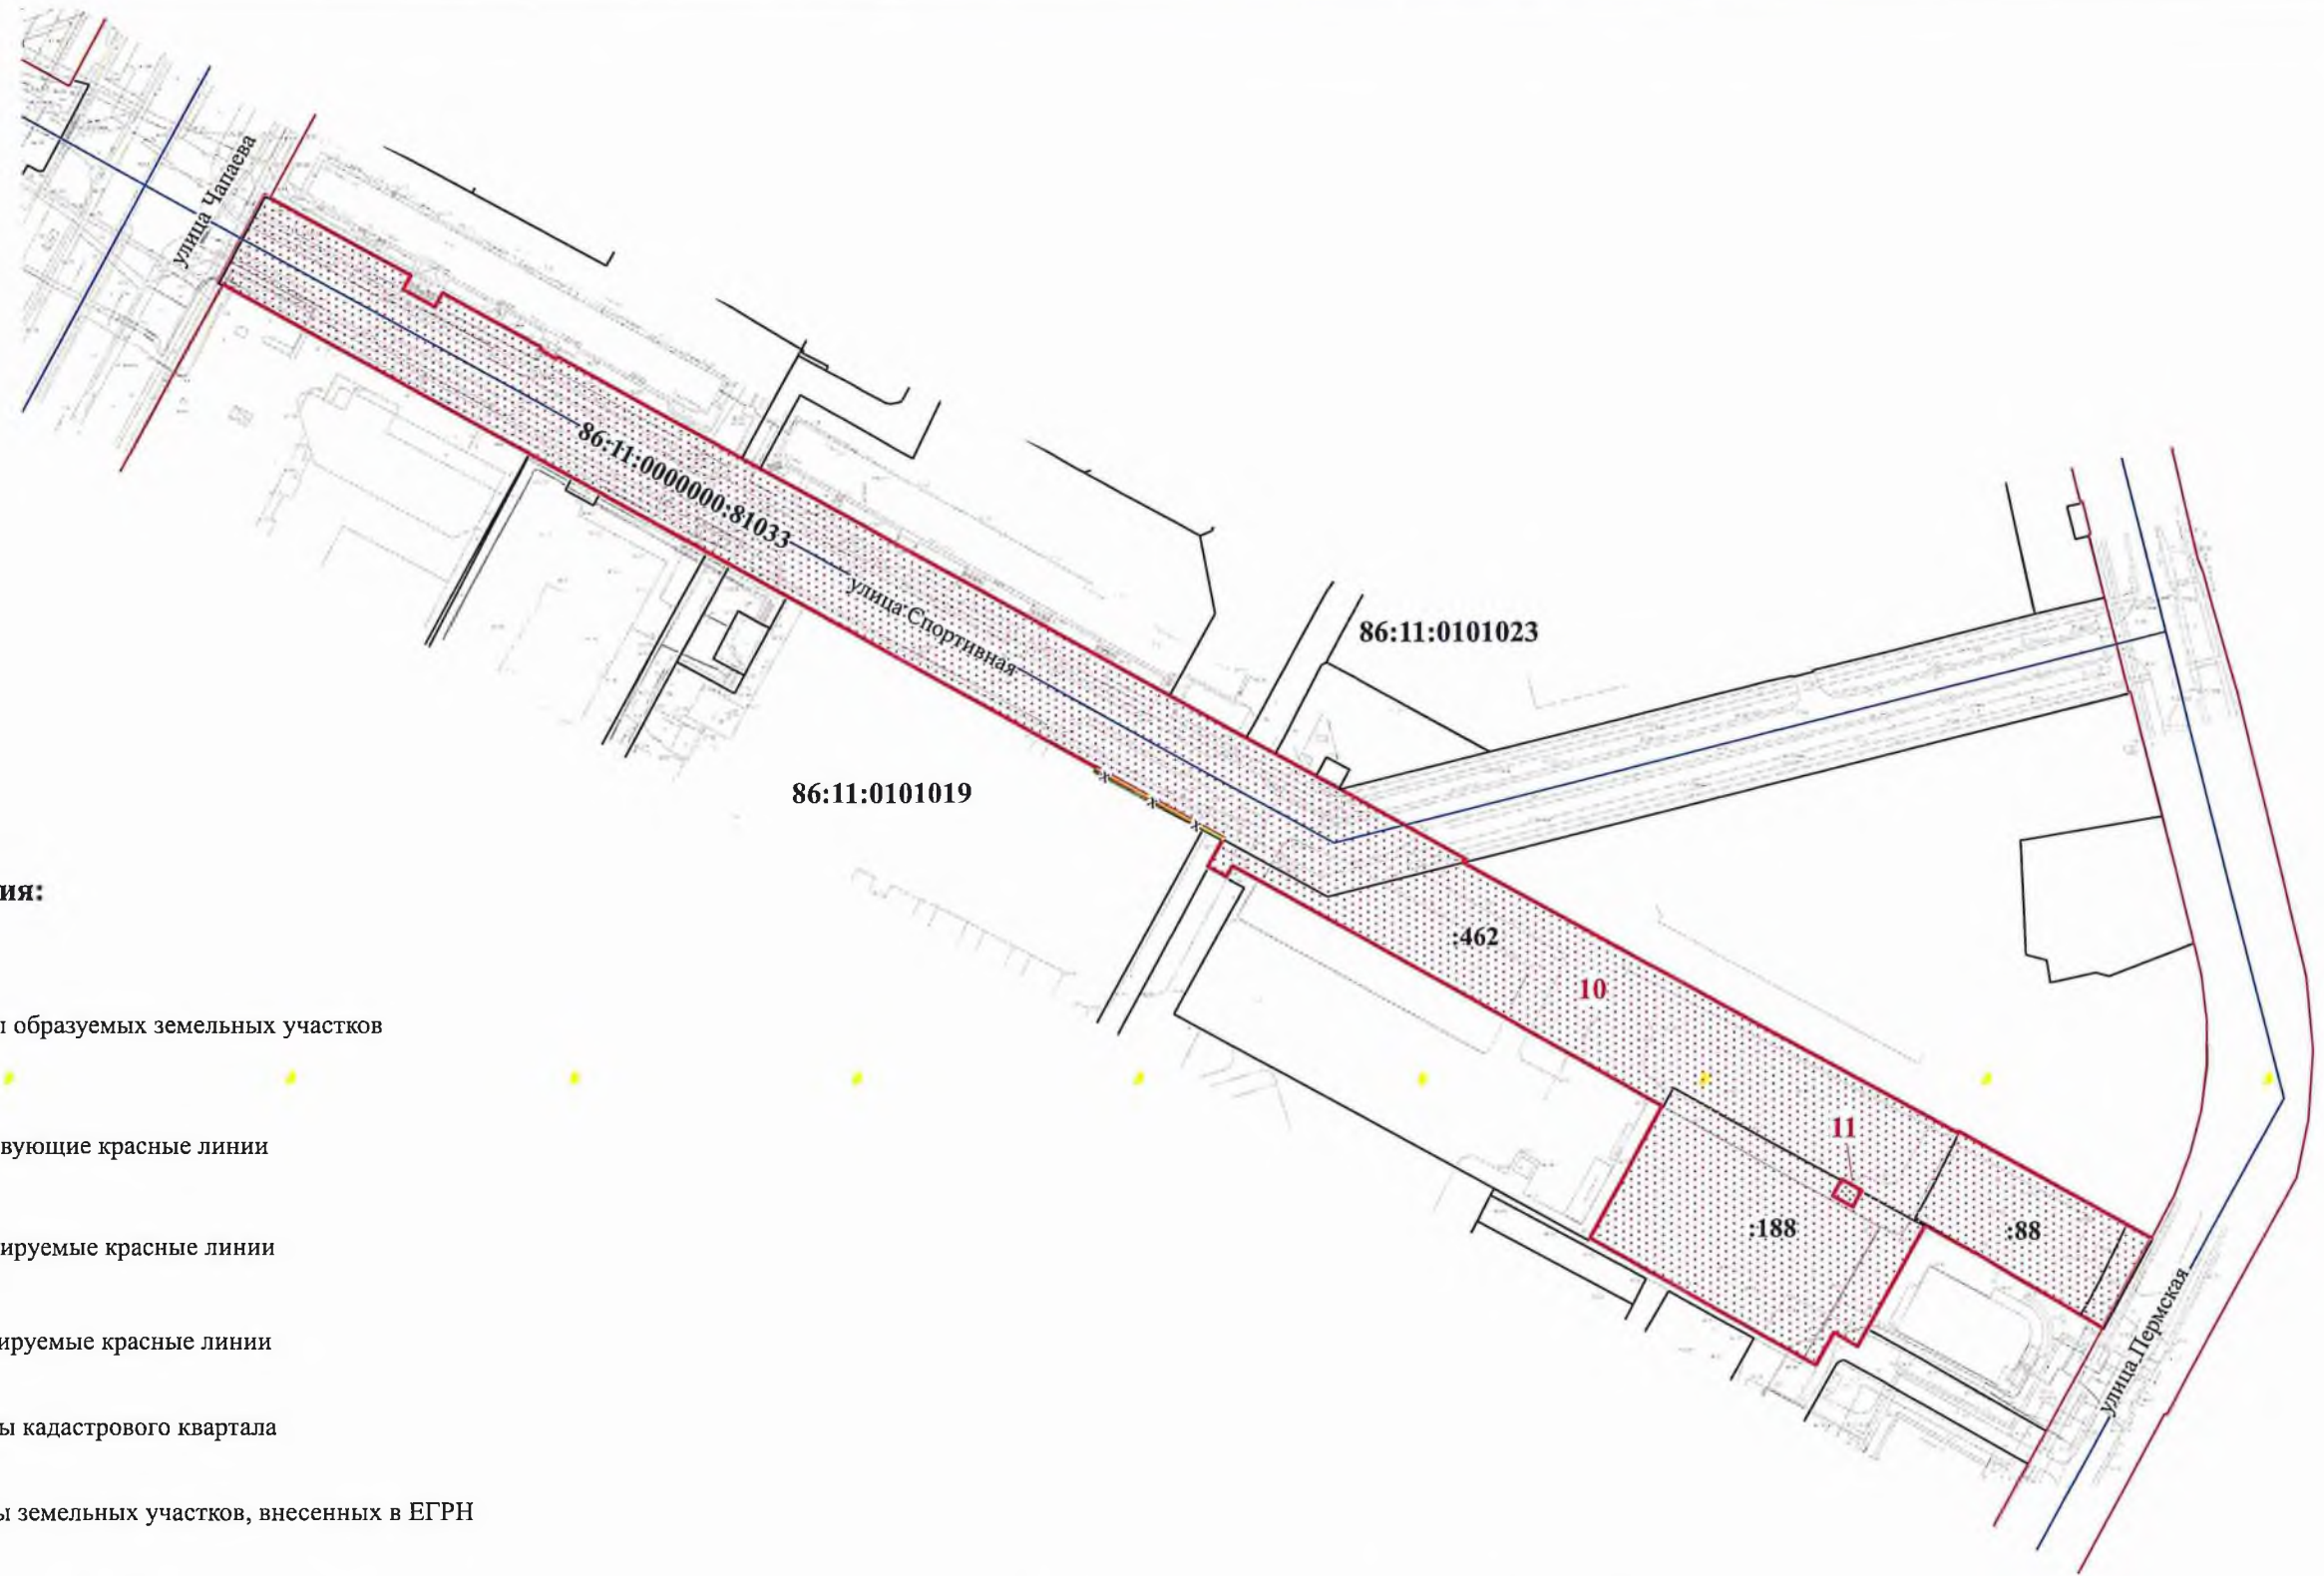 улица Чапаева
86:11:0000000:81033
улица Спортивная
86:11:0101023
86:11:0101019
:462
10
11
:188
:88
улица Пермская
ия:
образуемых земельных участков
вующие красные линии
ируемые красные линии
ируемые красные линии
ы кадастрового квартала
ы земельных участков, внесенных в ЕГРН